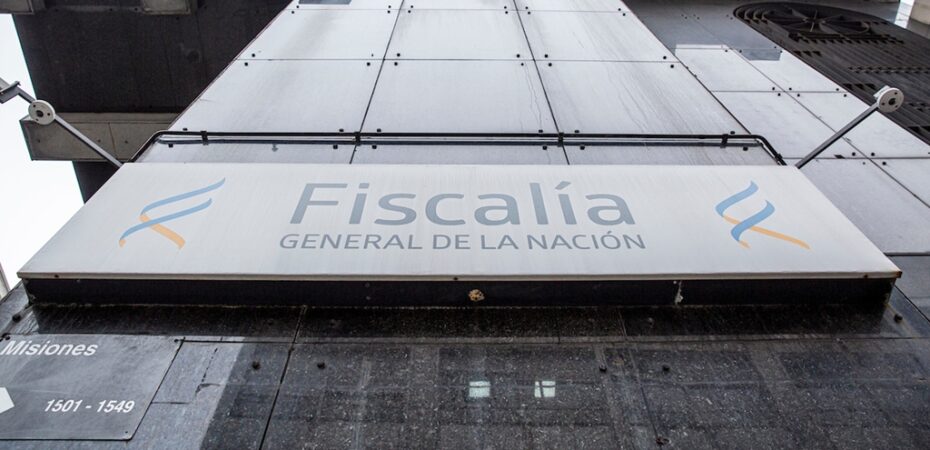 Fiscalía
GENERAL DE LA NACIÓN
Misiones
1501 - 1549